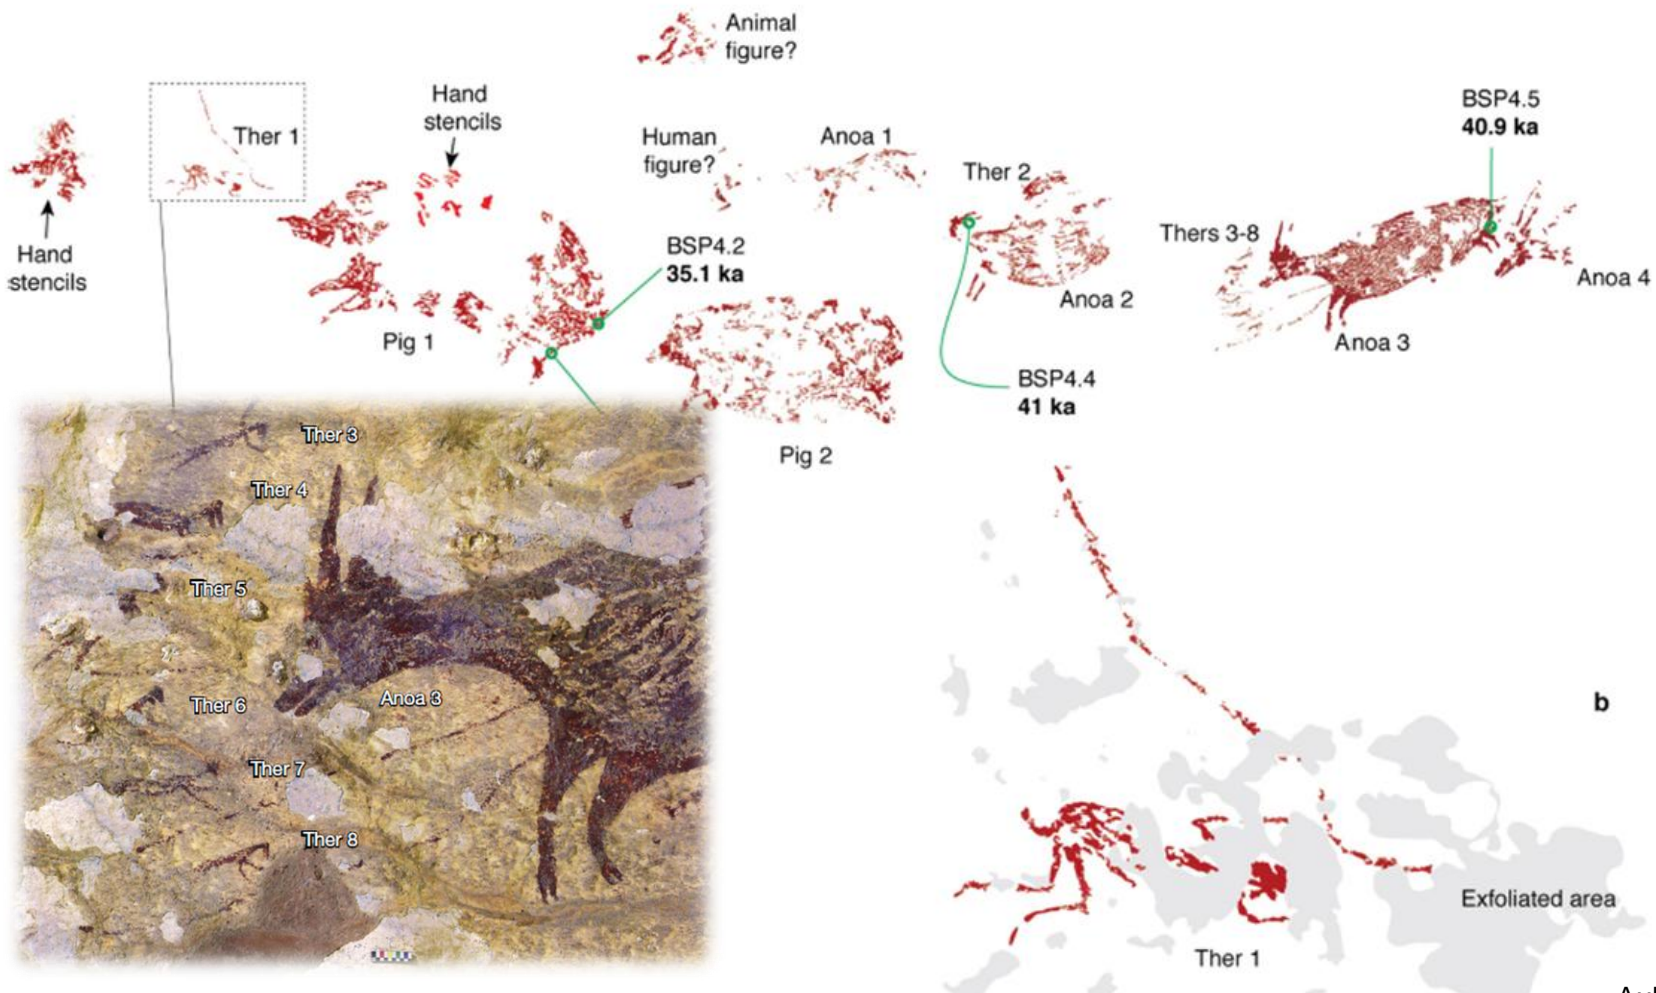 Animal
figure?
Hand
stencils
Ther 1
Hand
stencils
Human
figure?
Anoa 1
Ther 2
BSP4.5
40.9 ka
Thers 3-8
BSP4.2
35.1 ka
Anoa 2
Anoa 4
Pig 1
Anoa 3
BSP4.4
41 ka
Pig 2
Ther 3
Ther 4
Ther 5
Ther 6
Anoa 3
Ther 7
Ther 8
b
Exfoliated area
Ther 1